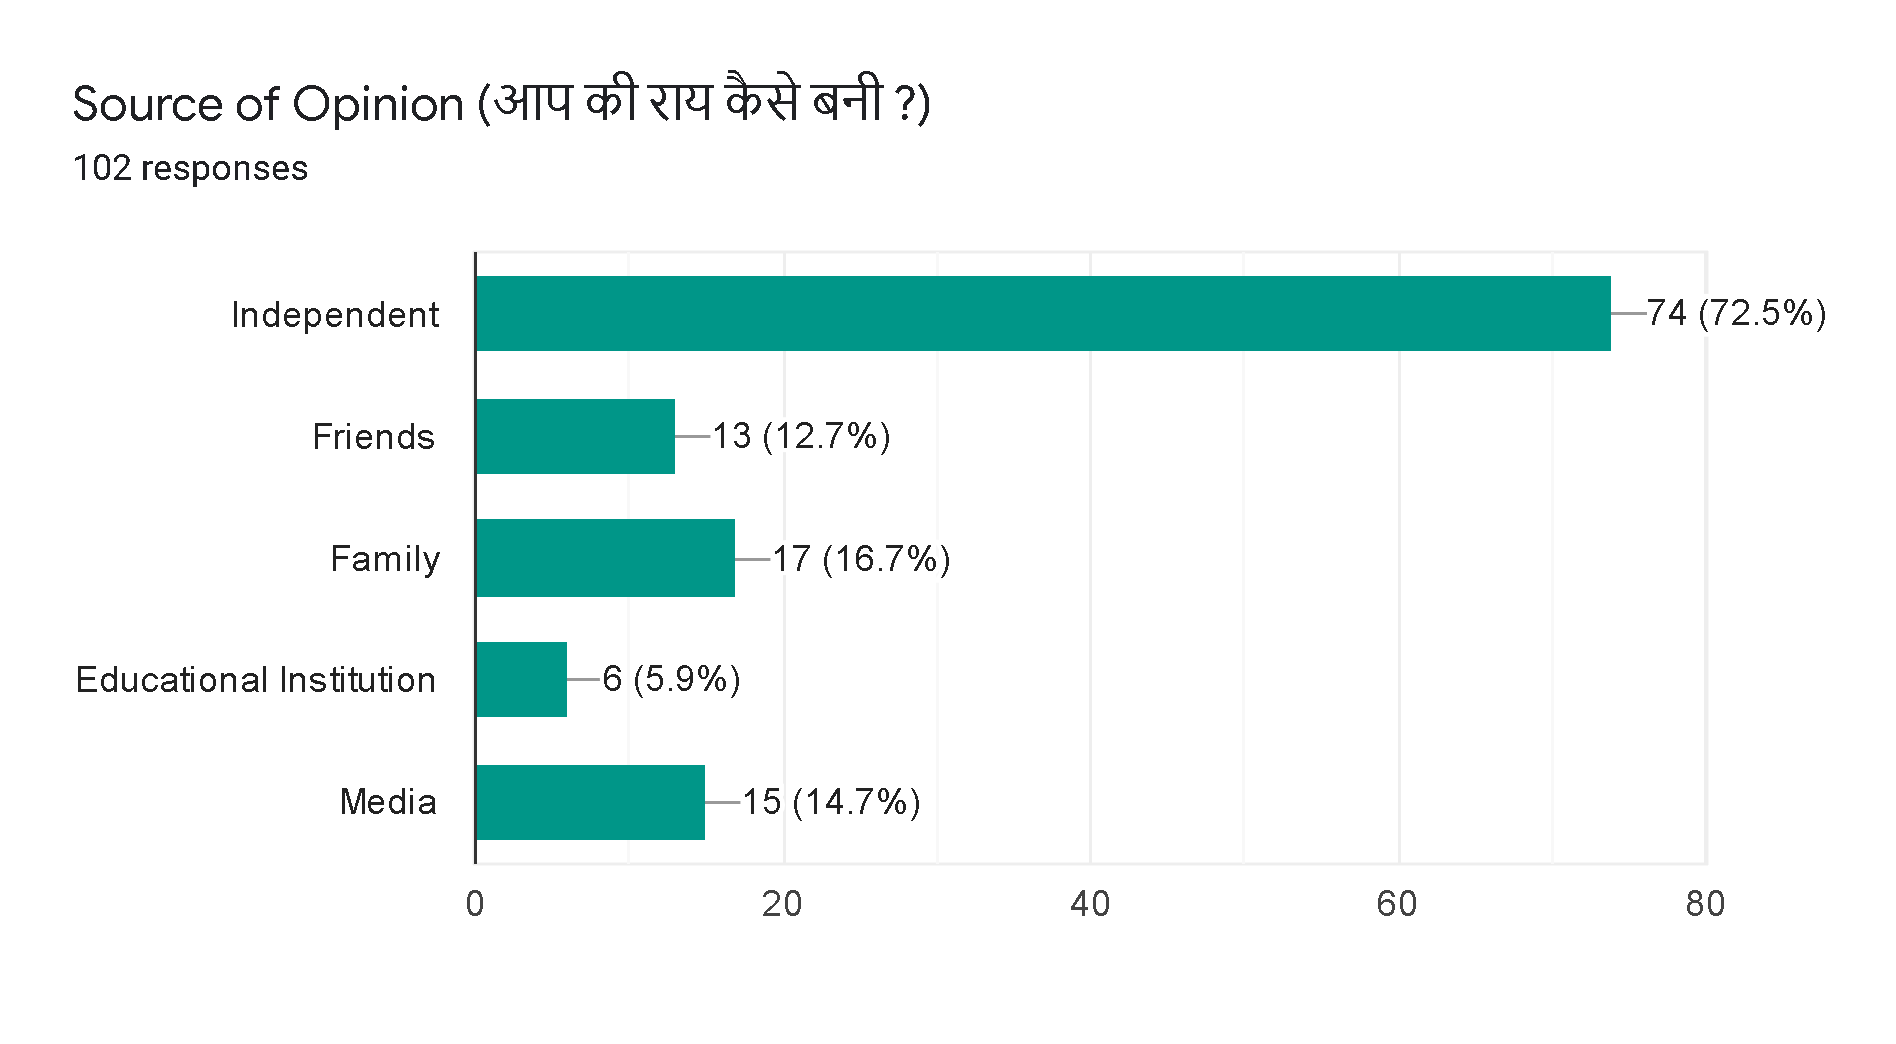 Source of Opinion (आप की राय कैसे बनी ?)
102 responses
Independent 74 (72.5%)
Friends 13 (12.7%)
Family 17 (16.7%)
Educational Institution 6 (5.9%)
Media 15 (14.7%)
0 20 40 60 80